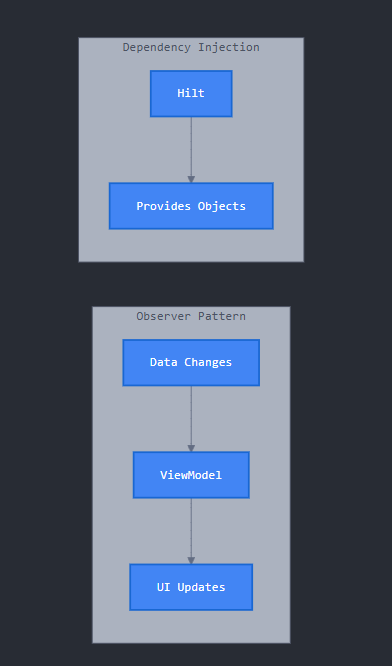 Dependency Injection
Hilt
Provides Objects
Observer Pattern
Data Changes
ViewModel
UI Updates